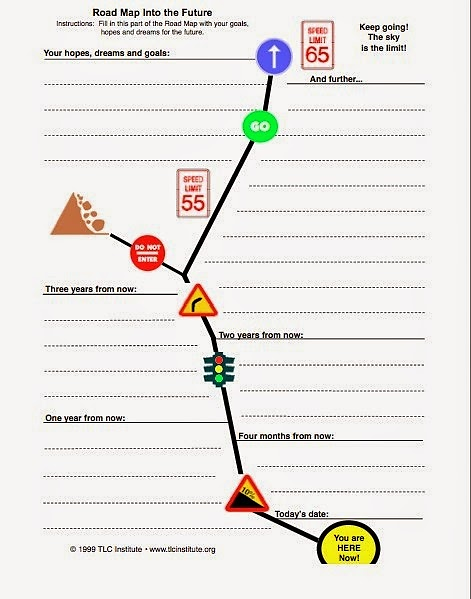 Road Map Into the Future
Instructions: Fill in this part of the Road Map with your goals,
hopes and dreams for the future.
Keep going!
The sky
is the limit!
SPEED
LIMIT
65
Your hopes, dreams and goals:
And further...
GO
SPEED
LIMIT
55
DO NOT
ENTER
Three years from now:
Two years from now:
One year from now:
Four months from now:
10%
Today's date:
You are
HERE
Now!
© 1999 TLC Institute • www.tlcinstitute.org